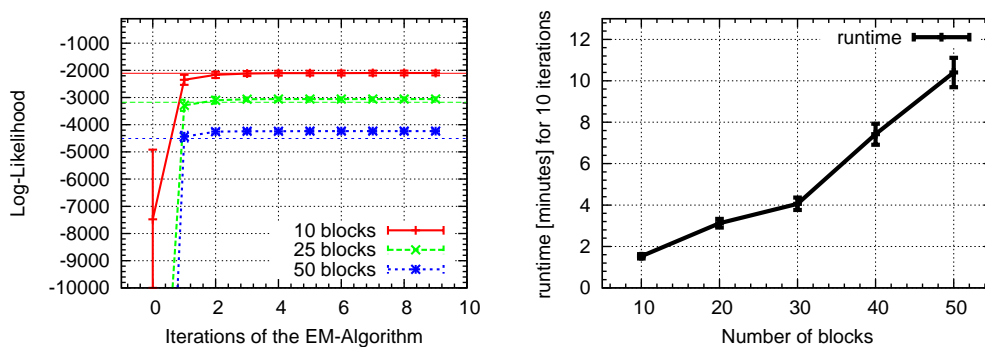 Log-Likelihood
-1000
-2000
-3000
-4000
-5000
-6000
-7000
-8000
-9000
-10000
10 blocks
25 blocks
50 blocks
0 2 4 6 8 10
Iterations of the EM-Algorithm
runtime [minutes] for 10 iterations
12
10
8
6
4
2
0
runtime
10 20 30 40 50
Number of blocks